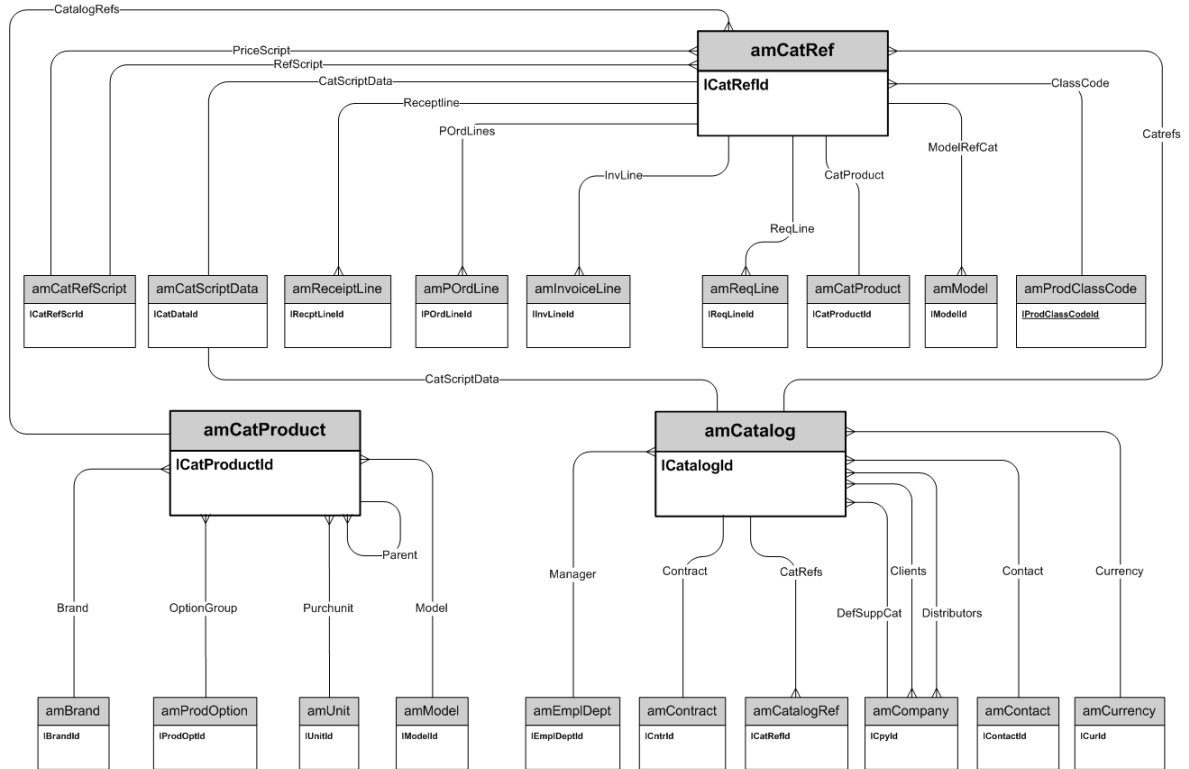 CatalogRefs
amCatRef
lCatRefId
PriceScript
RefScript
CatScriptData
Receptline
POrdLines
ClassCode
Catrefs
ModelRefCat
InvLine
CatProduct
ReqLine
amCatRefScript
lCatRefScrId
amCatScriptData
lCatDataId
amReceiptLine
lRecptLineId
amPOrdLine
lPOrdLineId
amInvoiceLine
lInvLineId
amReqLine
lReqLineId
amCatProduct
lCatProductId
amModel
lModelId
amProdClassCode
lProdClassCodeId
CatScriptData
amCatProduct
lCatProductId
amCatalog
lCatalogId
Parent
Brand
OptionGroup
Purchunit
Model
Manager
Contract
CatRefs
DefSuppCat
Clients
Distributors
Contact
Currency
amBrand
lBrandId
amProdOption
lProdOptId
amUnit
lUnitId
amModel
lModelId
amEmplDept
lEmplDeptId
amContract
lCntrId
amCatalogRef
lCatRefId
amCompany
lCpyId
amContact
lContactId
amCurrency
lCurId